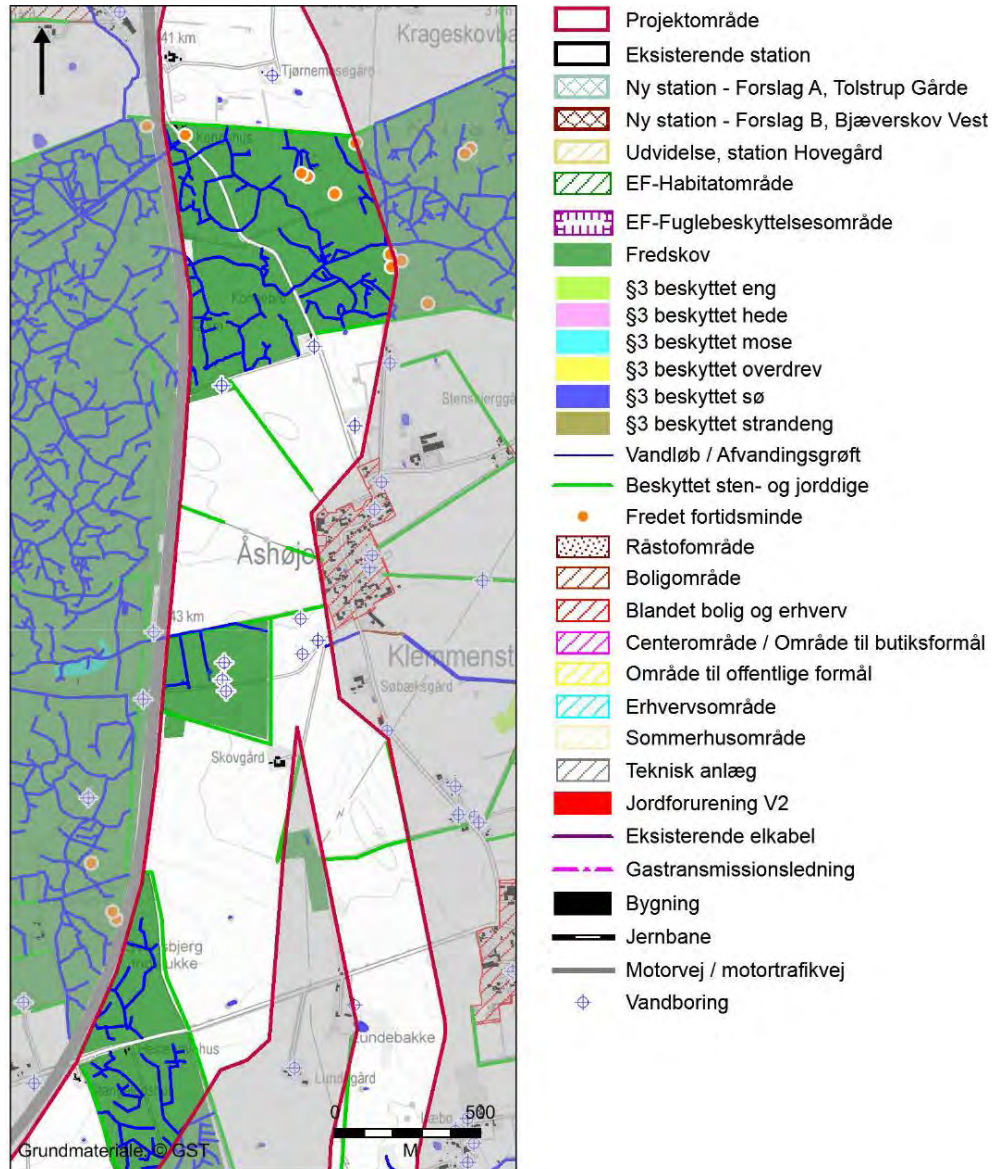 41 km
Krageskovba
Tjørnemosegård
Stensbjerggå
Åshøje
43 km
Klemmenst
Søbæksgård
Skovgård
Lundebakke
Lundegård
0
500
M
Grundmateriale, © GST
Projektområde
Eksisterende station
Ny station - Forslag A, Tolstrup Gårde
Ny station - Forslag B, Bjæverskov Vest
Udvidelse, station Hovegård
EF-Habitatområde
EF-Fuglebeskyttelsesområde
Fredskov
§3 beskyttet eng
§3 beskyttet hede
§3 beskyttet mose
§3 beskyttet overdrev
§3 beskyttet sø
§3 beskyttet strandeng
Vandløb / Afvandingsgrøft
Beskyttet sten- og jorddige
Fredet fortidsminde
Råstofområde
Boligområde
Blandet bolig og erhverv
Centerområde / Område til butiksformål
Område til offentlige formål
Erhvervsområde
Sommerhusområde
Teknisk anlæg
Jordforurening V2
Eksisterende elkabel
Gastransmissionsledning
Bygning
Jernbane
Motorvej / motortrafikvej
Vandboring